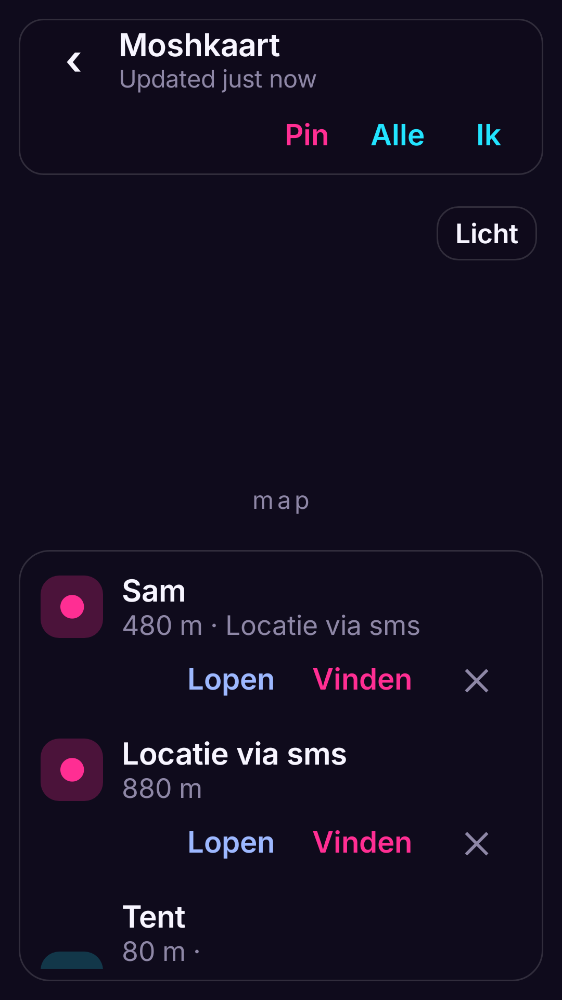 Moshkaart
Updated just now
Pin Alle Ik
Licht
map
Sam
480 m · Locatie via sms
Lopen Vinden
Locatie via sms
880 m
Lopen Vinden
Tent
80 m ·